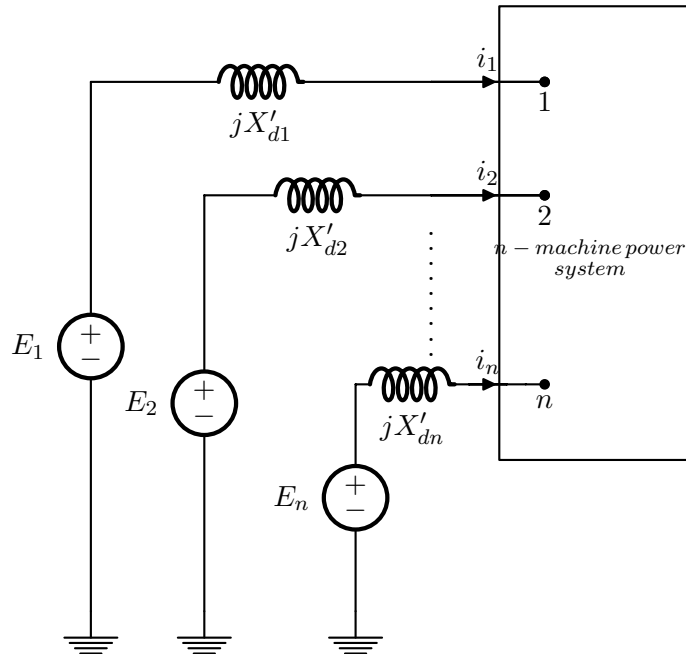 i₁
jX′d1
1
i₂
jX′d2
2
n − machine power
system
E₁
+
−
iₙ
jX′dn
n
E₂
+
−
Eₙ
+
−